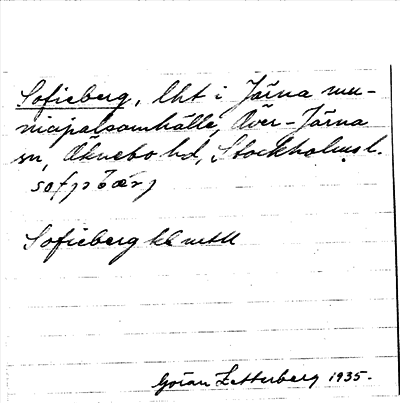 Sofieberg, lht i Järna mu-
nicipalsamhälle, Över-Järna
sn, Öknebo hd, Stockholms l.
Sofieberg
Göran Zetterberg 1935.